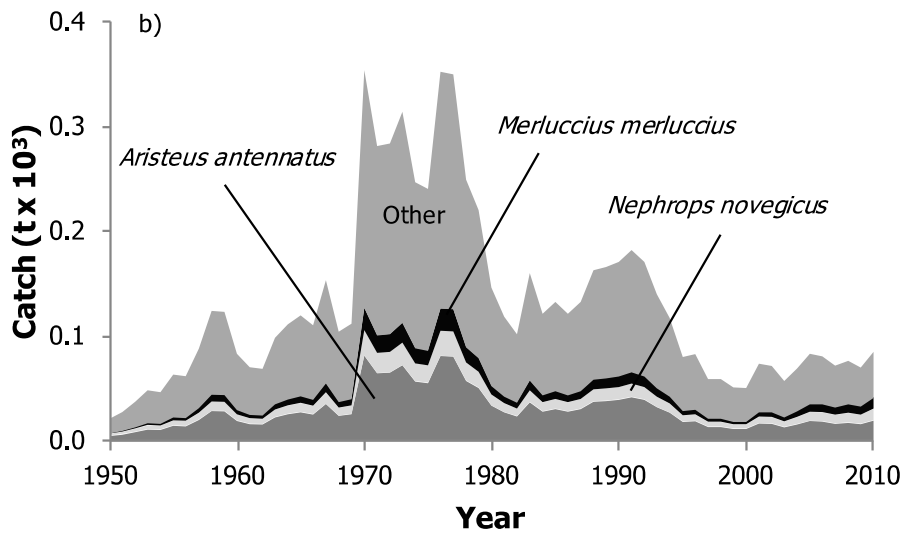 b)
0.4
0.3
0.2
0.1
0.0
Catch (t x 10³)
Aristeus antennatus
Merluccius merluccius
Other
Nephrops novegicus
1950 1960 1970 1980 1990 2000 2010
Year